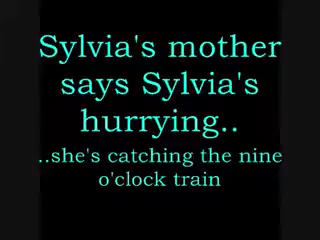 Sylvia's mother
says Sylvia's
hurrying..
..she's catching the nine
o'clock train